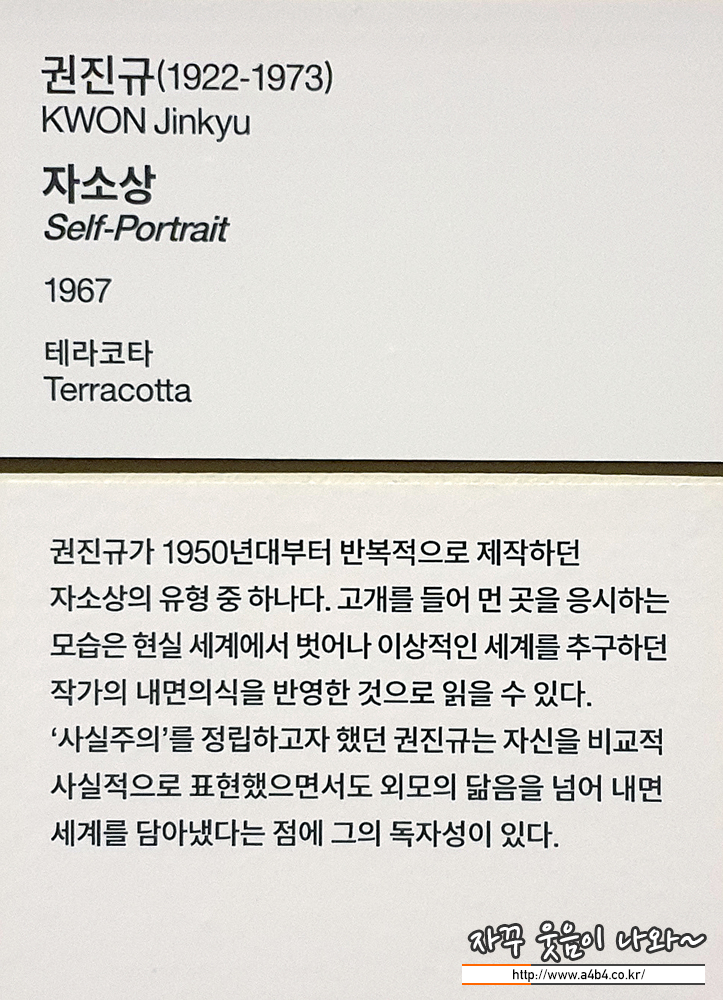 권진규(1922-1973)
KWON Jinkyu
자소상
Self-Portrait
1967
테라코타
Terracotta
권진규가 1950년대부터 반복적으로 제작하던
자소상의 유형 중 하나다. 고개를 들어 먼 곳을 응시하는
모습은 현실 세계에서 벗어나 이상적인 세계를 추구하던
작가의 내면의식을 반영한 것으로 읽을 수 있다.
‘사실주의’를 정립하고자 했던 권진규는 자신을 비교적
사실적으로 표현했으면서도 외모의 닮음을 넘어 내면
세계를 담아냈다는 점에 그의 독자성이 있다.
자꾸 웃음이 나와~
http://www.a4b4.co.kr/